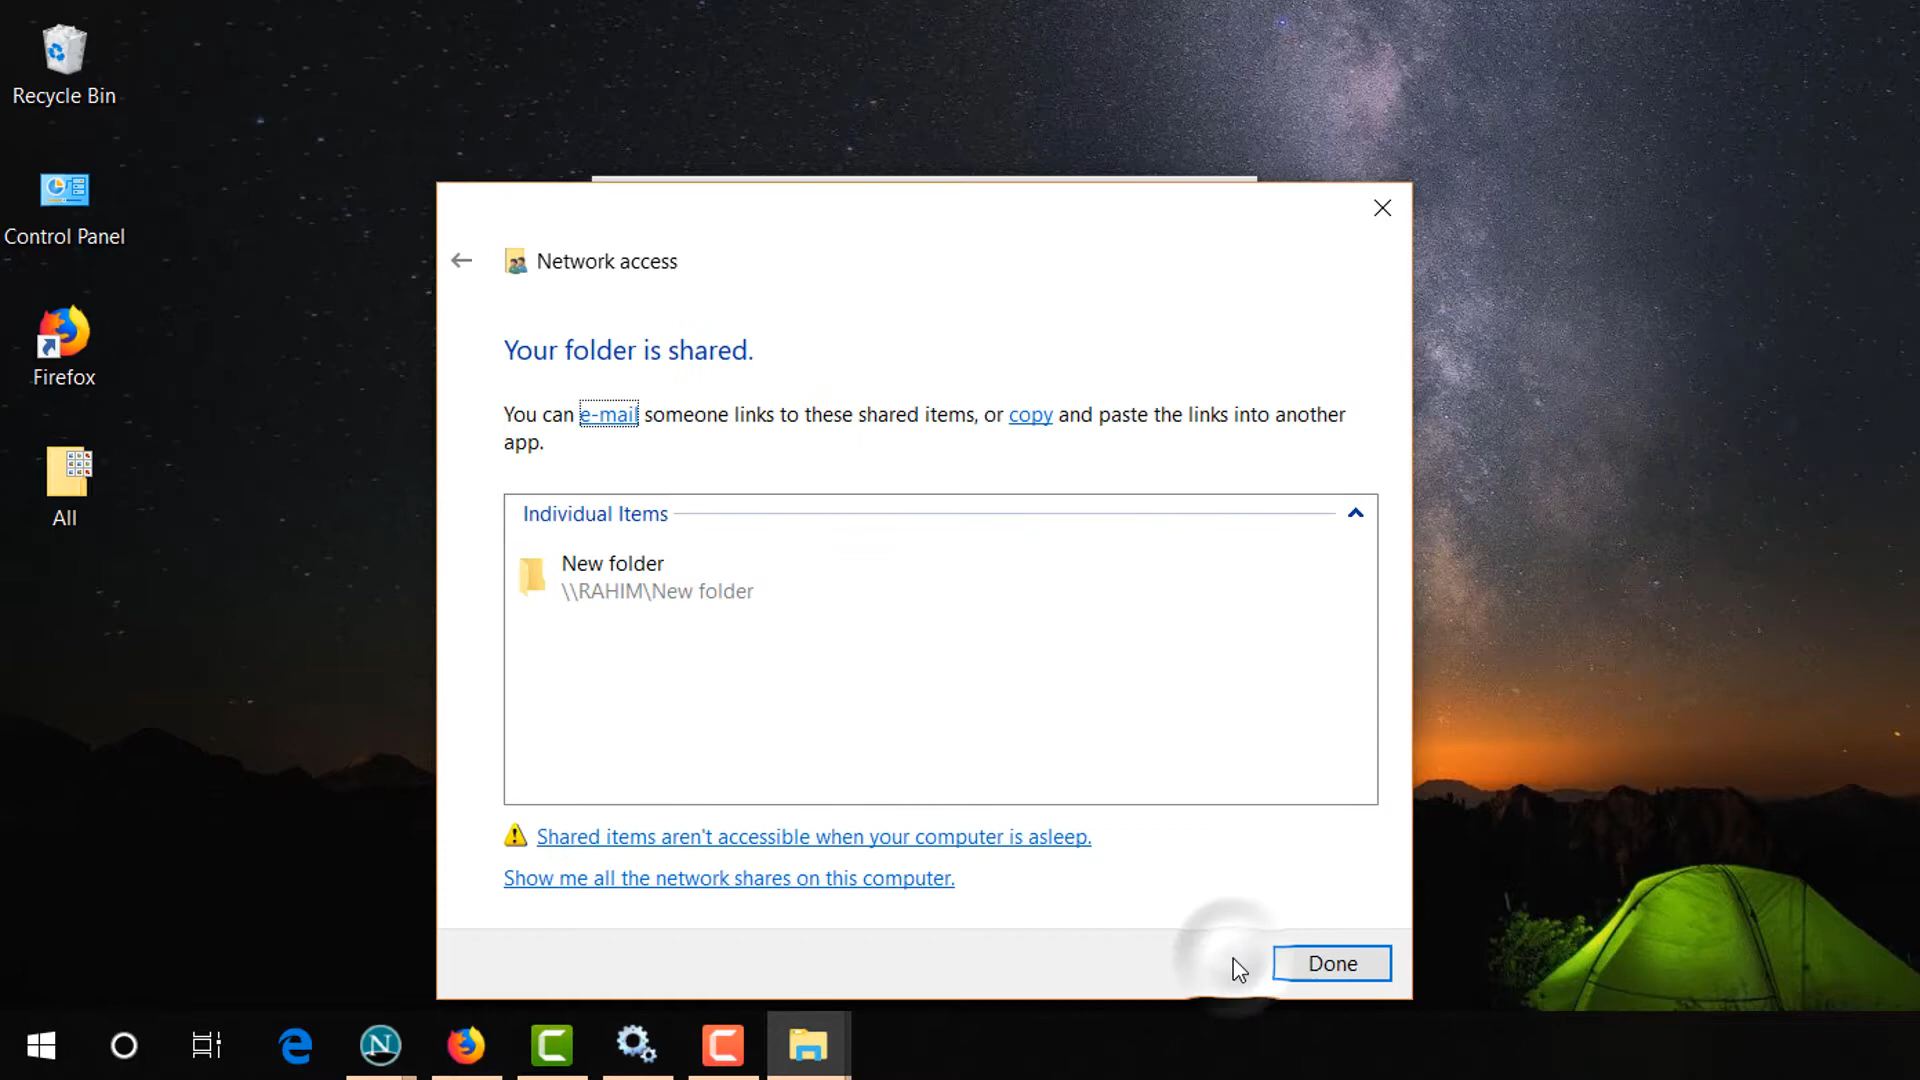 Recycle Bin
Control Panel
Firefox
All
Network access
Your folder is shared.
You can e-mail someone links to these shared items, or copy and paste the links into another
app.
Individual Items
New folder
\\RAHIM\New folder
Shared items aren't accessible when your computer is asleep.
Show me all the network shares on this computer.
Done